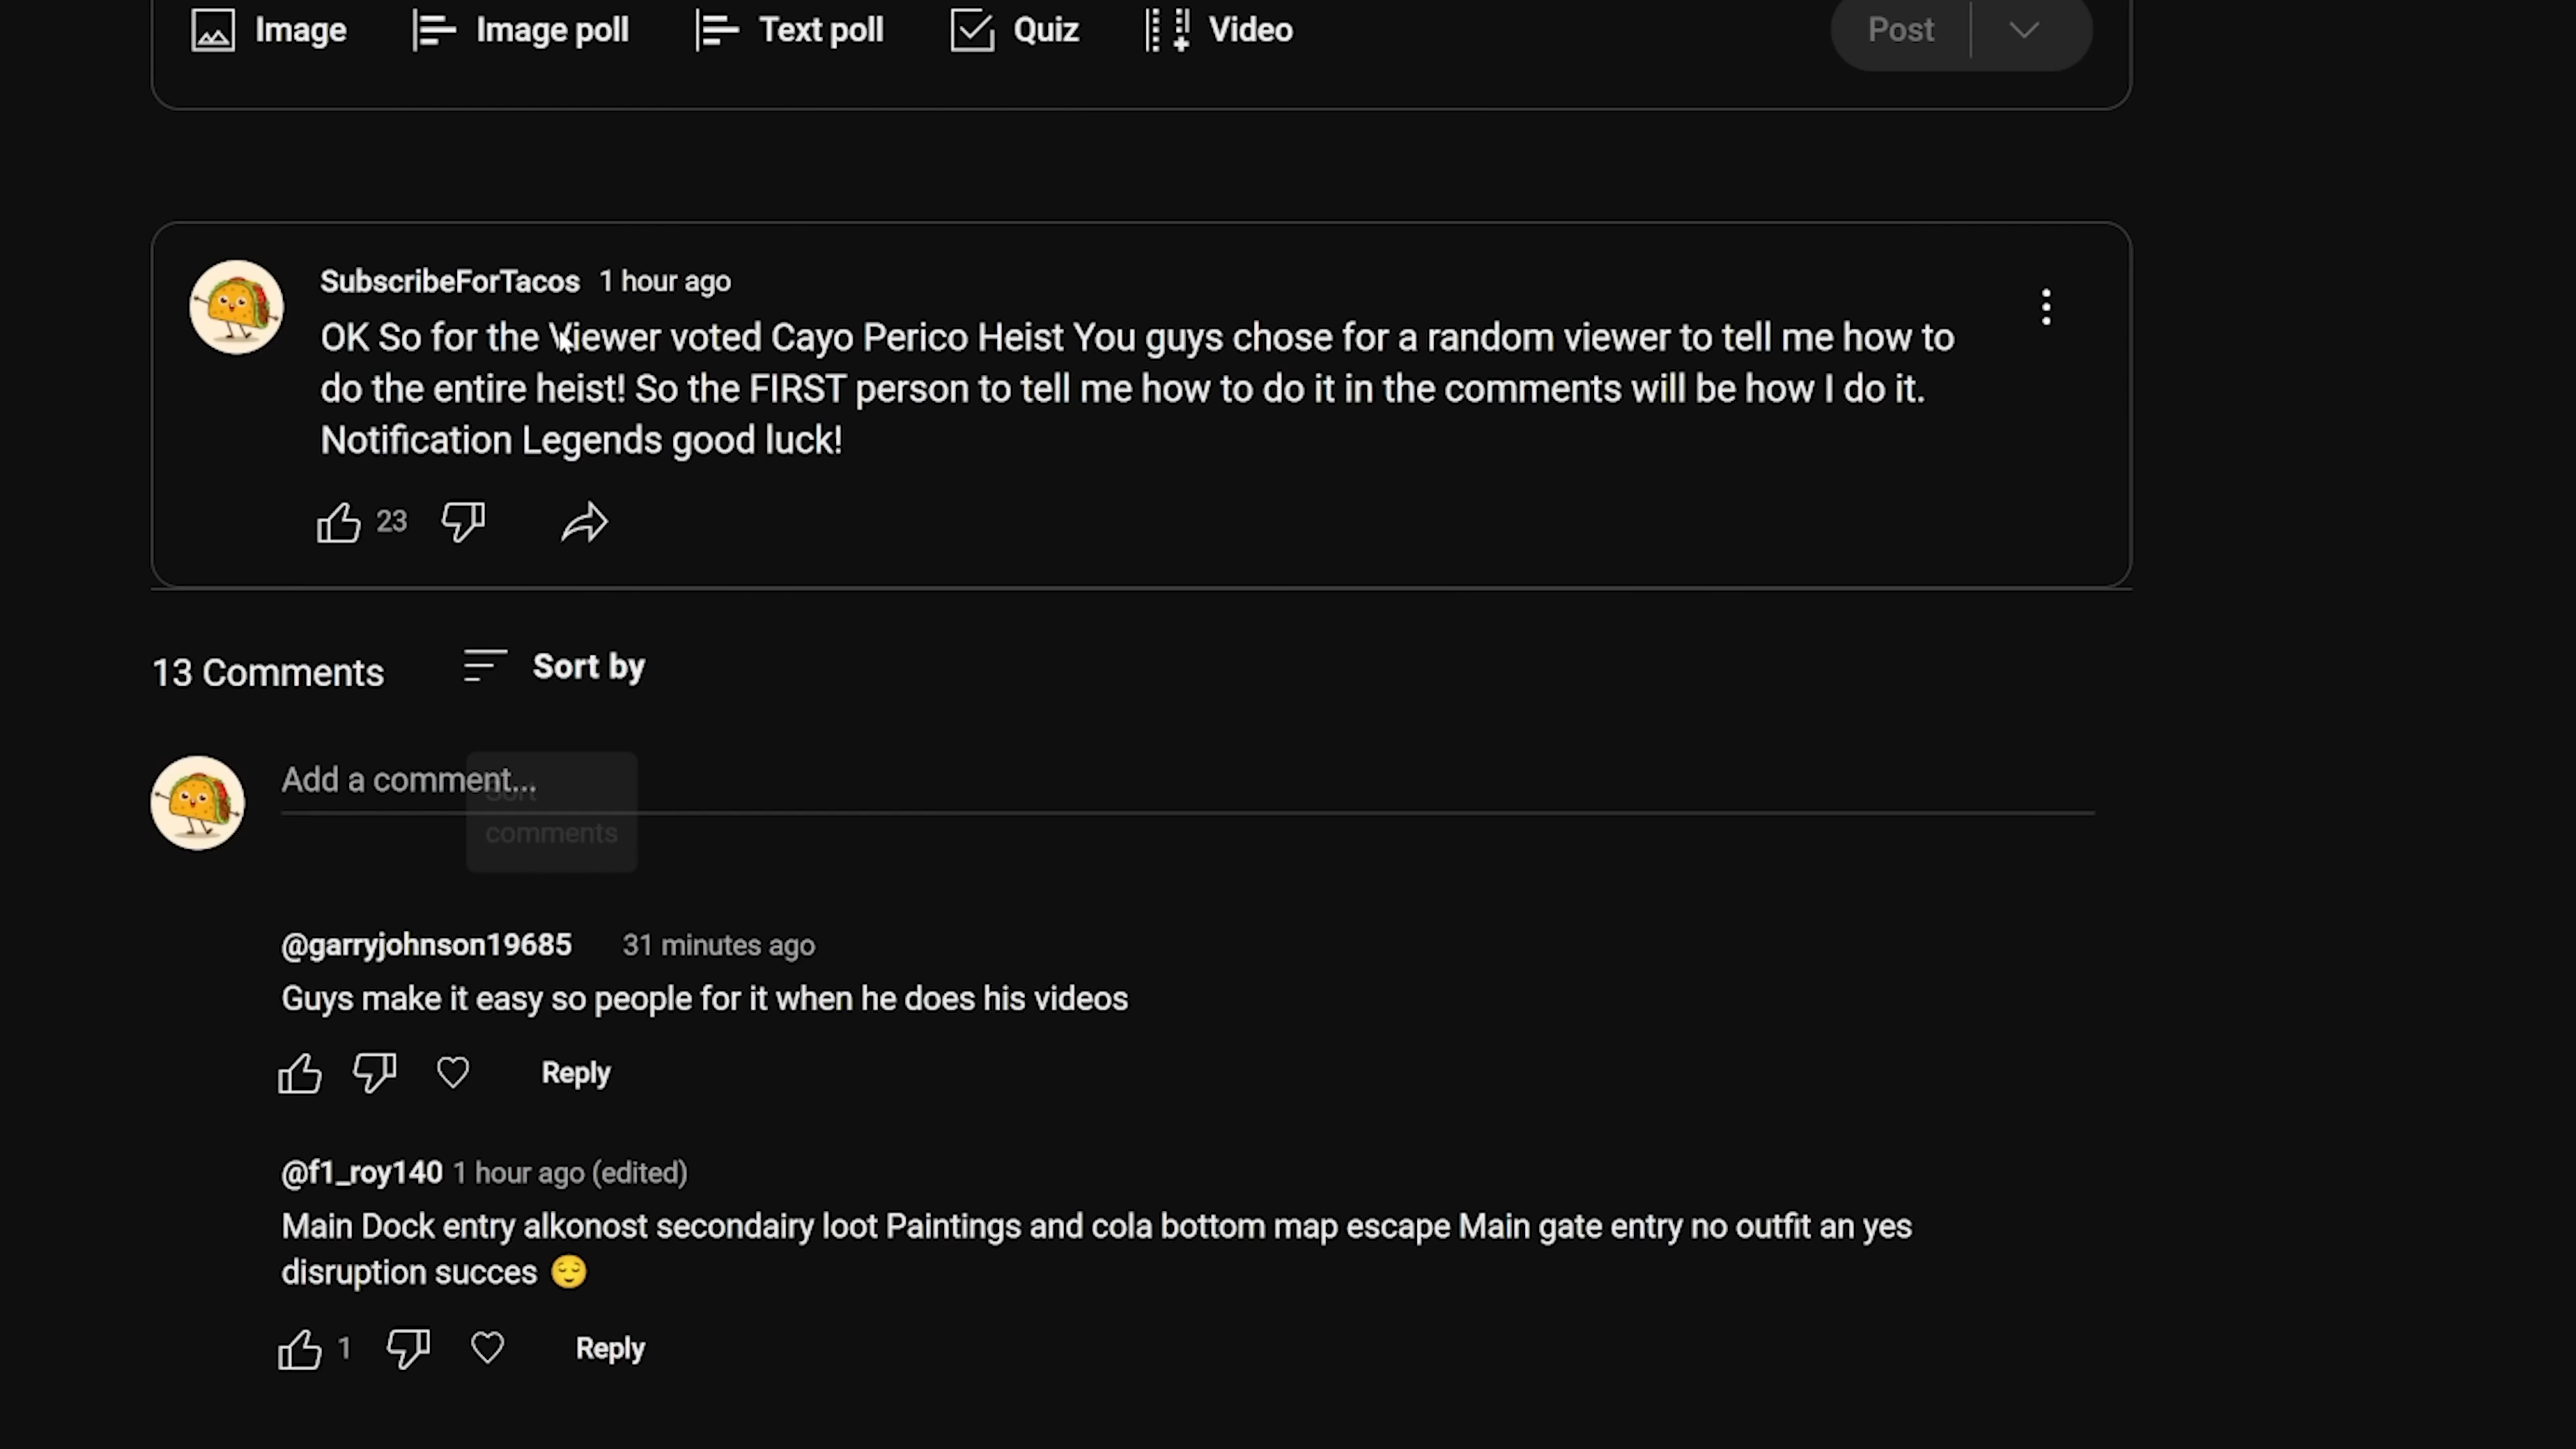 Image Image poll Text poll Quiz Video Post
SubscribeForTacos 1 hour ago
OK So for the Viewer voted Cayo Perico Heist You guys chose for a random viewer to tell me how to
do the entire heist! So the FIRST person to tell me how to do it in the comments will be how I do it.
Notification Legends good luck!
23
13 Comments Sort by
Add a comment...
Sort
comments
@garryjohnson19685 31 minutes ago
Guys make it easy so people for it when he does his videos
Reply
@f1_roy140 1 hour ago (edited)
Main Dock entry alkonost secondairy loot Paintings and cola bottom map escape Main gate entry no outfit an yes
disruption succes 😌
1 Reply